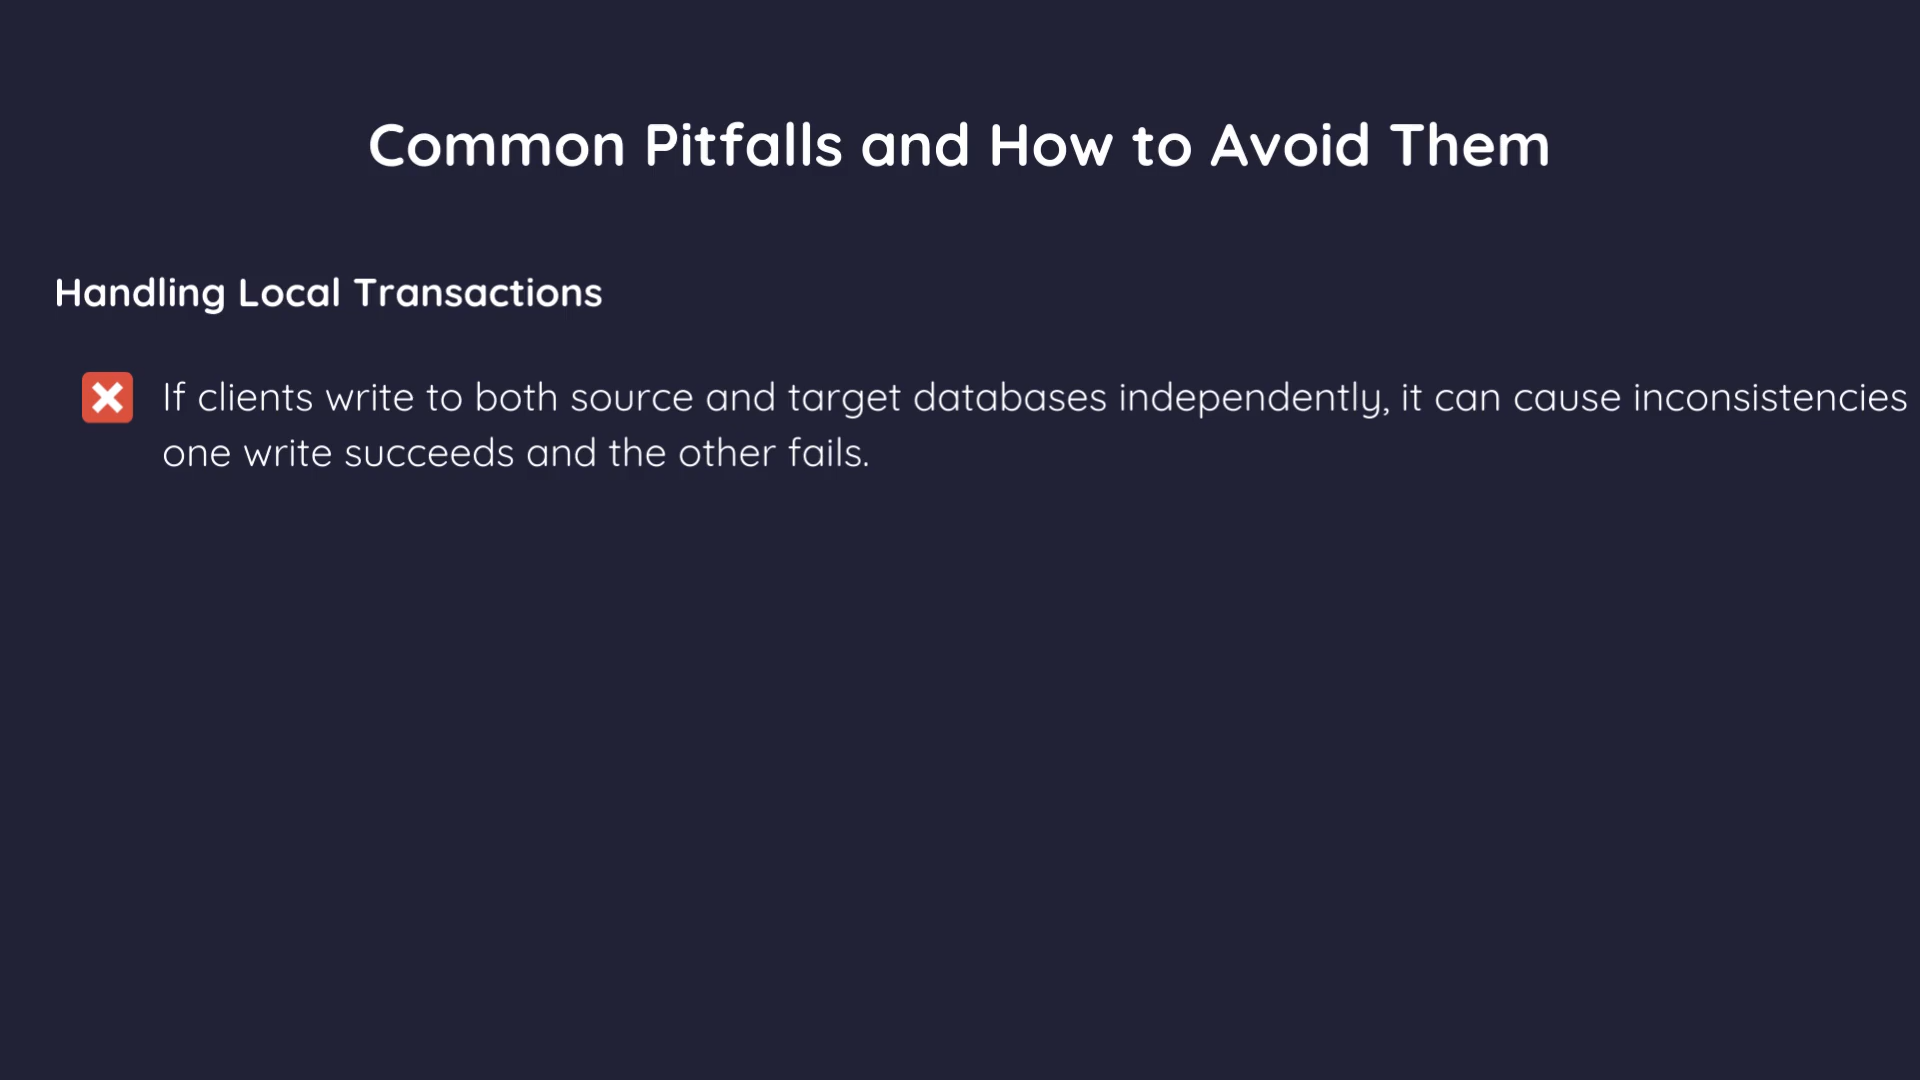 Common Pitfalls and How to Avoid Them
Handling Local Transactions
If clients write to both source and target databases independently, it can cause inconsistencies
one write succeeds and the other fails.